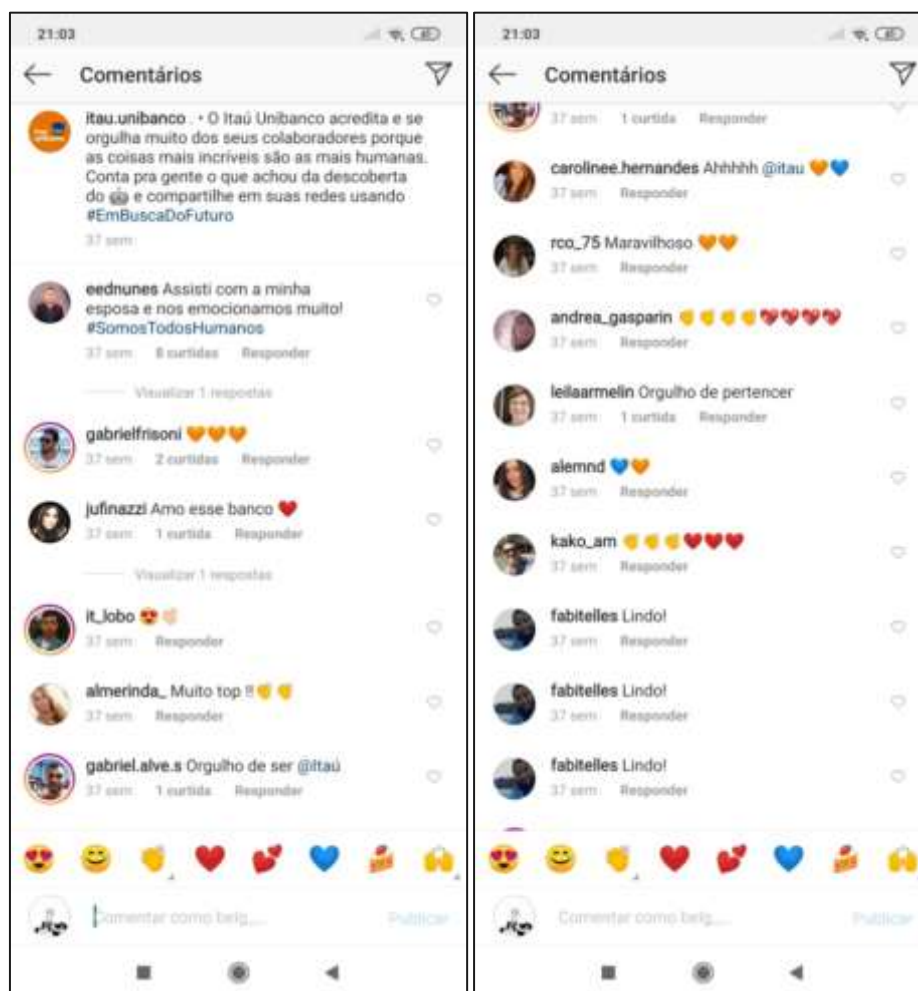 21:03
Comentários
itau.unibanco . • O Itaú Unibanco acredita e se
orgulha muito dos seus colaboradores porque
as coisas mais incríveis são as mais humanas.
Conta pra gente o que achou da descoberta
do 🤖 e compartilhe em suas redes usando
#EmBuscaDoFuturo
37 sem
eednunes Assisti com a minha
esposa e nos emocionamos muito!
#SomosTodosHumanos
37 sem 8 curtidas Responder
Visualizar 1 respostas
gabrielfrisoni 🧡🧡🧡
37 sem 2 curtidas Responder
jufinazzi Amo esse banco ❤️
37 sem 1 curtida Responder
Visualizar 1 respostas
it_lobo 😍👏🏻
37 sem Responder
almerinda_ Muito top !!👏👏
37 sem Responder
gabriel.alve.s Orgulho de ser @itaú
37 sem 1 curtida Responder
Comentar como belg_...
Publicar
21:03
Comentários
37 sem 1 curtida Responder
carolinee.hernandes Ahhhhh @itau 🧡💙
37 sem Responder
rco_75 Maravilhoso 🧡🧡
37 sem Responder
andrea_gasparin 👏👏👏👏💖💖💖💖
37 sem Responder
leilaarmelin Orgulho de pertencer
37 sem 1 curtida Responder
alemnd 💙🧡
37 sem Responder
kako_am 👏👏👏❤️❤️❤️
37 sem Responder
fabitelles Lindo!
37 sem Responder
fabitelles Lindo!
37 sem Responder
fabitelles Lindo!
37 sem Responder
Comentar como belg_...
Publicar